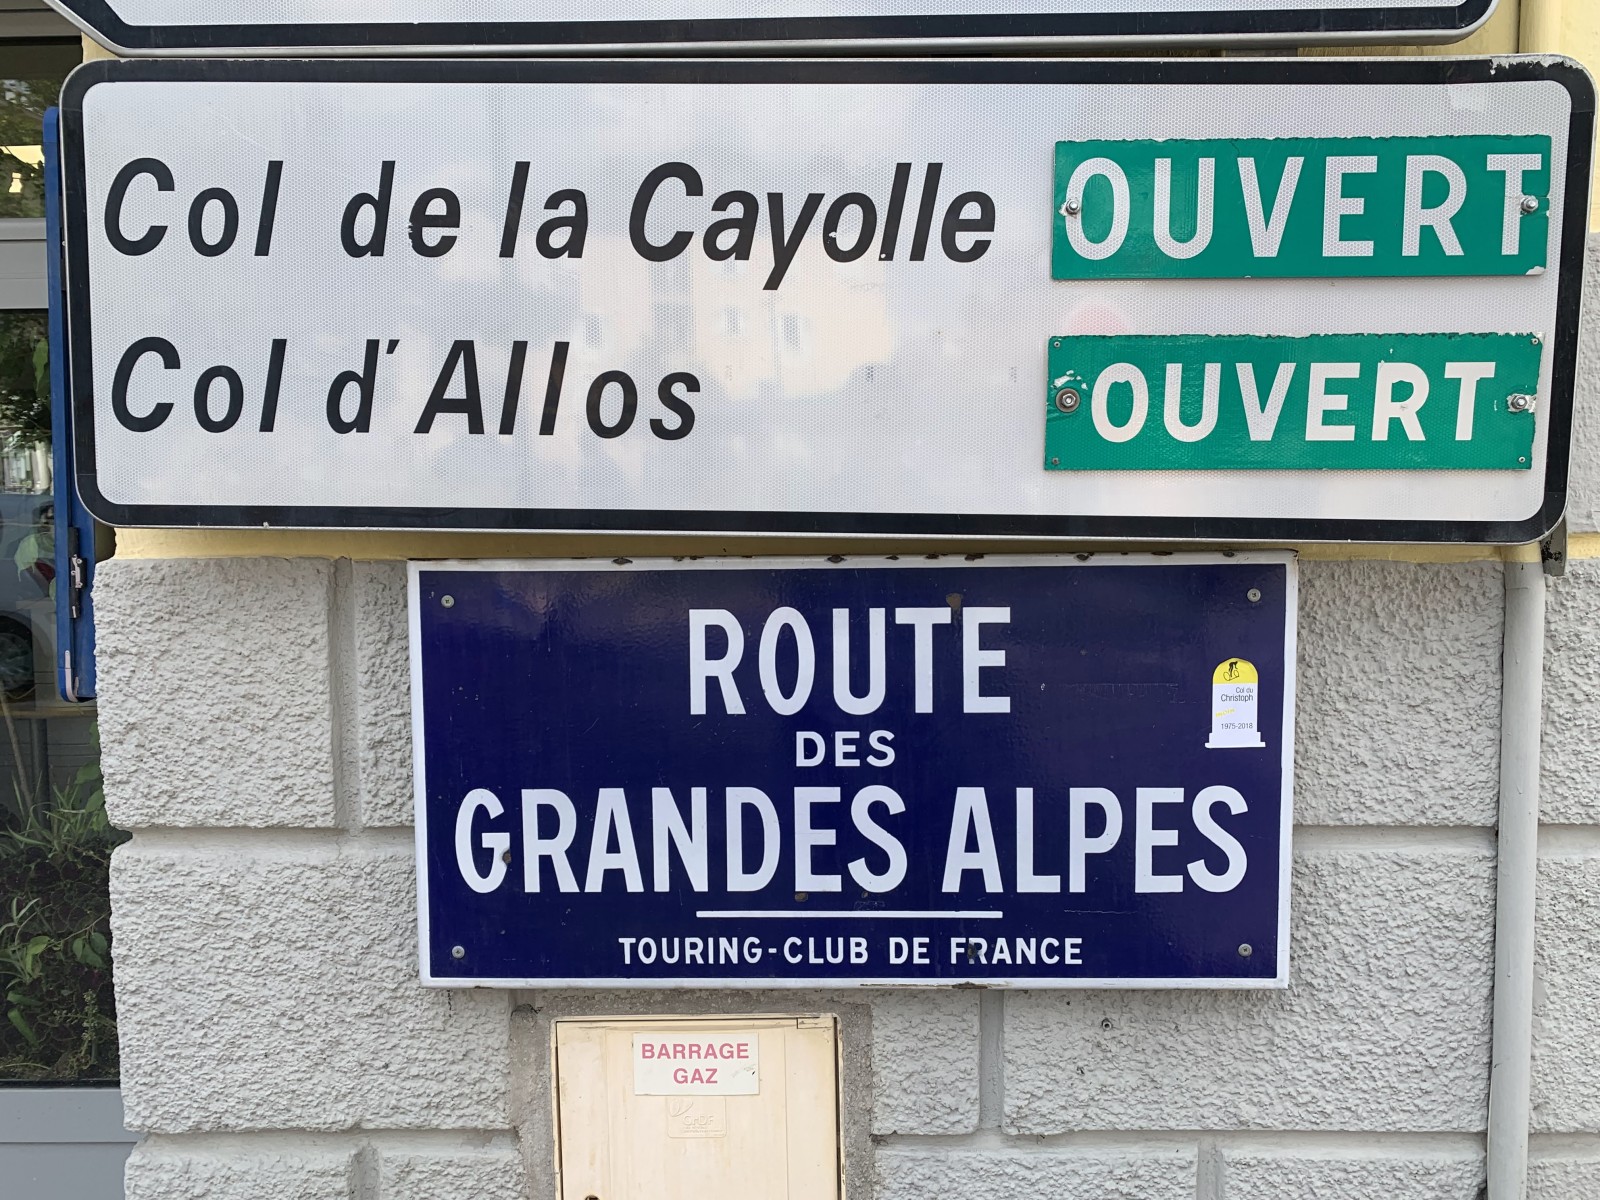 Col de la Cayolle OUVERT
Col d'Allos OUVERT
ROUTE
DES
GRANDES ALPES
TOURING-CLUB DE FRANCE
Col du
Christoph
1975-2018
BARRAGE
GAZ
GrDF